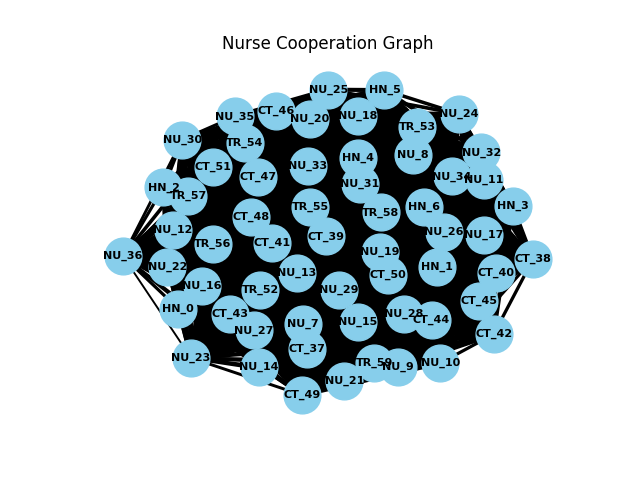 Nurse Cooperation Graph
NU_25
HN_5
CT_46
NU_24
NU_35
NU_20
NU_18
TR_53
NU_30
TR_54
NU_32
NU_8
CT_51
NU_33
HN_4
CT_47
NU_34
NU_11
HN_2
TR_57
NU_31
HN_3
CT_48
TR_55
TR_58
HN_6
NU_12
TR_56
CT_41
CT_39
NU_26
NU_17
NU_36
NU_19
CT_38
NU_22
NU_13
CT_50
HN_1
CT_40
NU_16
TR_52
NU_29
CT_45
HN_0
CT_43
NU_28
CT_44
NU_27
NU_7
NU_15
CT_42
CT_37
NU_23
NU_14
TR_59
NU_9
NU_10
NU_21
CT_49